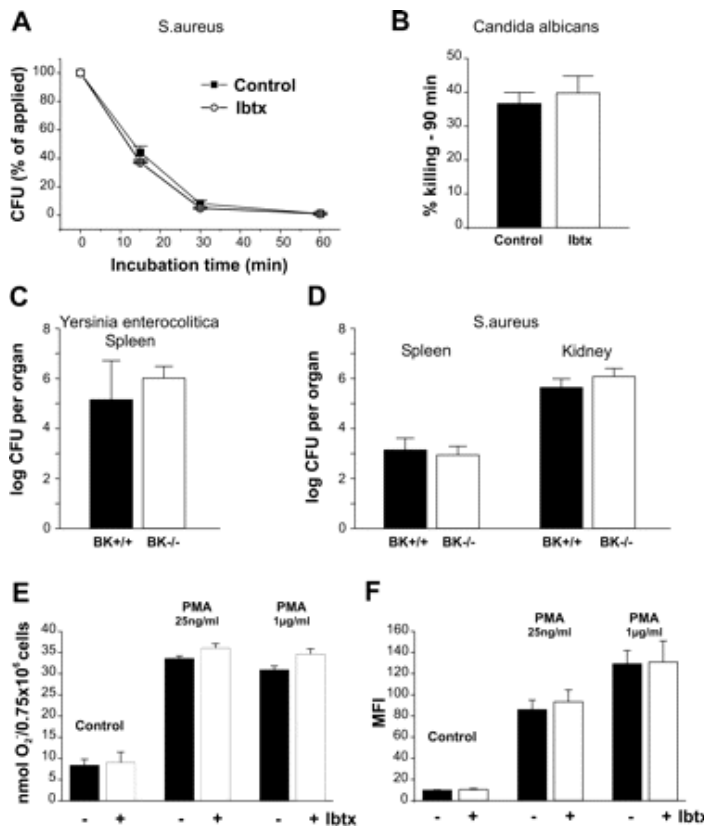 A
S.aureus
CFU (% of applied)
100
80
60
40
20
0
Control
Ibtx
0 10 20 30 40 50 60
Incubation time (min)
B
Candida albicans
% killing - 90 min
50
40
30
20
10
0
Control Ibtx
C
Yersinia enterocolitica
Spleen
log CFU per organ
8
6
4
2
0
BK+/+ BK-/-
D
S.aureus
Spleen Kidney
log CFU per organ
8
6
4
2
0
BK+/+ BK-/- BK+/+ BK-/-
E
nmol O₂⁻/0.75x10⁶ cells
40
35
30
25
20
15
10
5
0
Control
PMA
25ng/ml
PMA
1µg/ml
- + - + - + Ibtx
F
MFI
160
140
120
100
80
60
40
20
0
Control
PMA
25ng/ml
PMA
1µg/ml
- + - + - + Ibtx